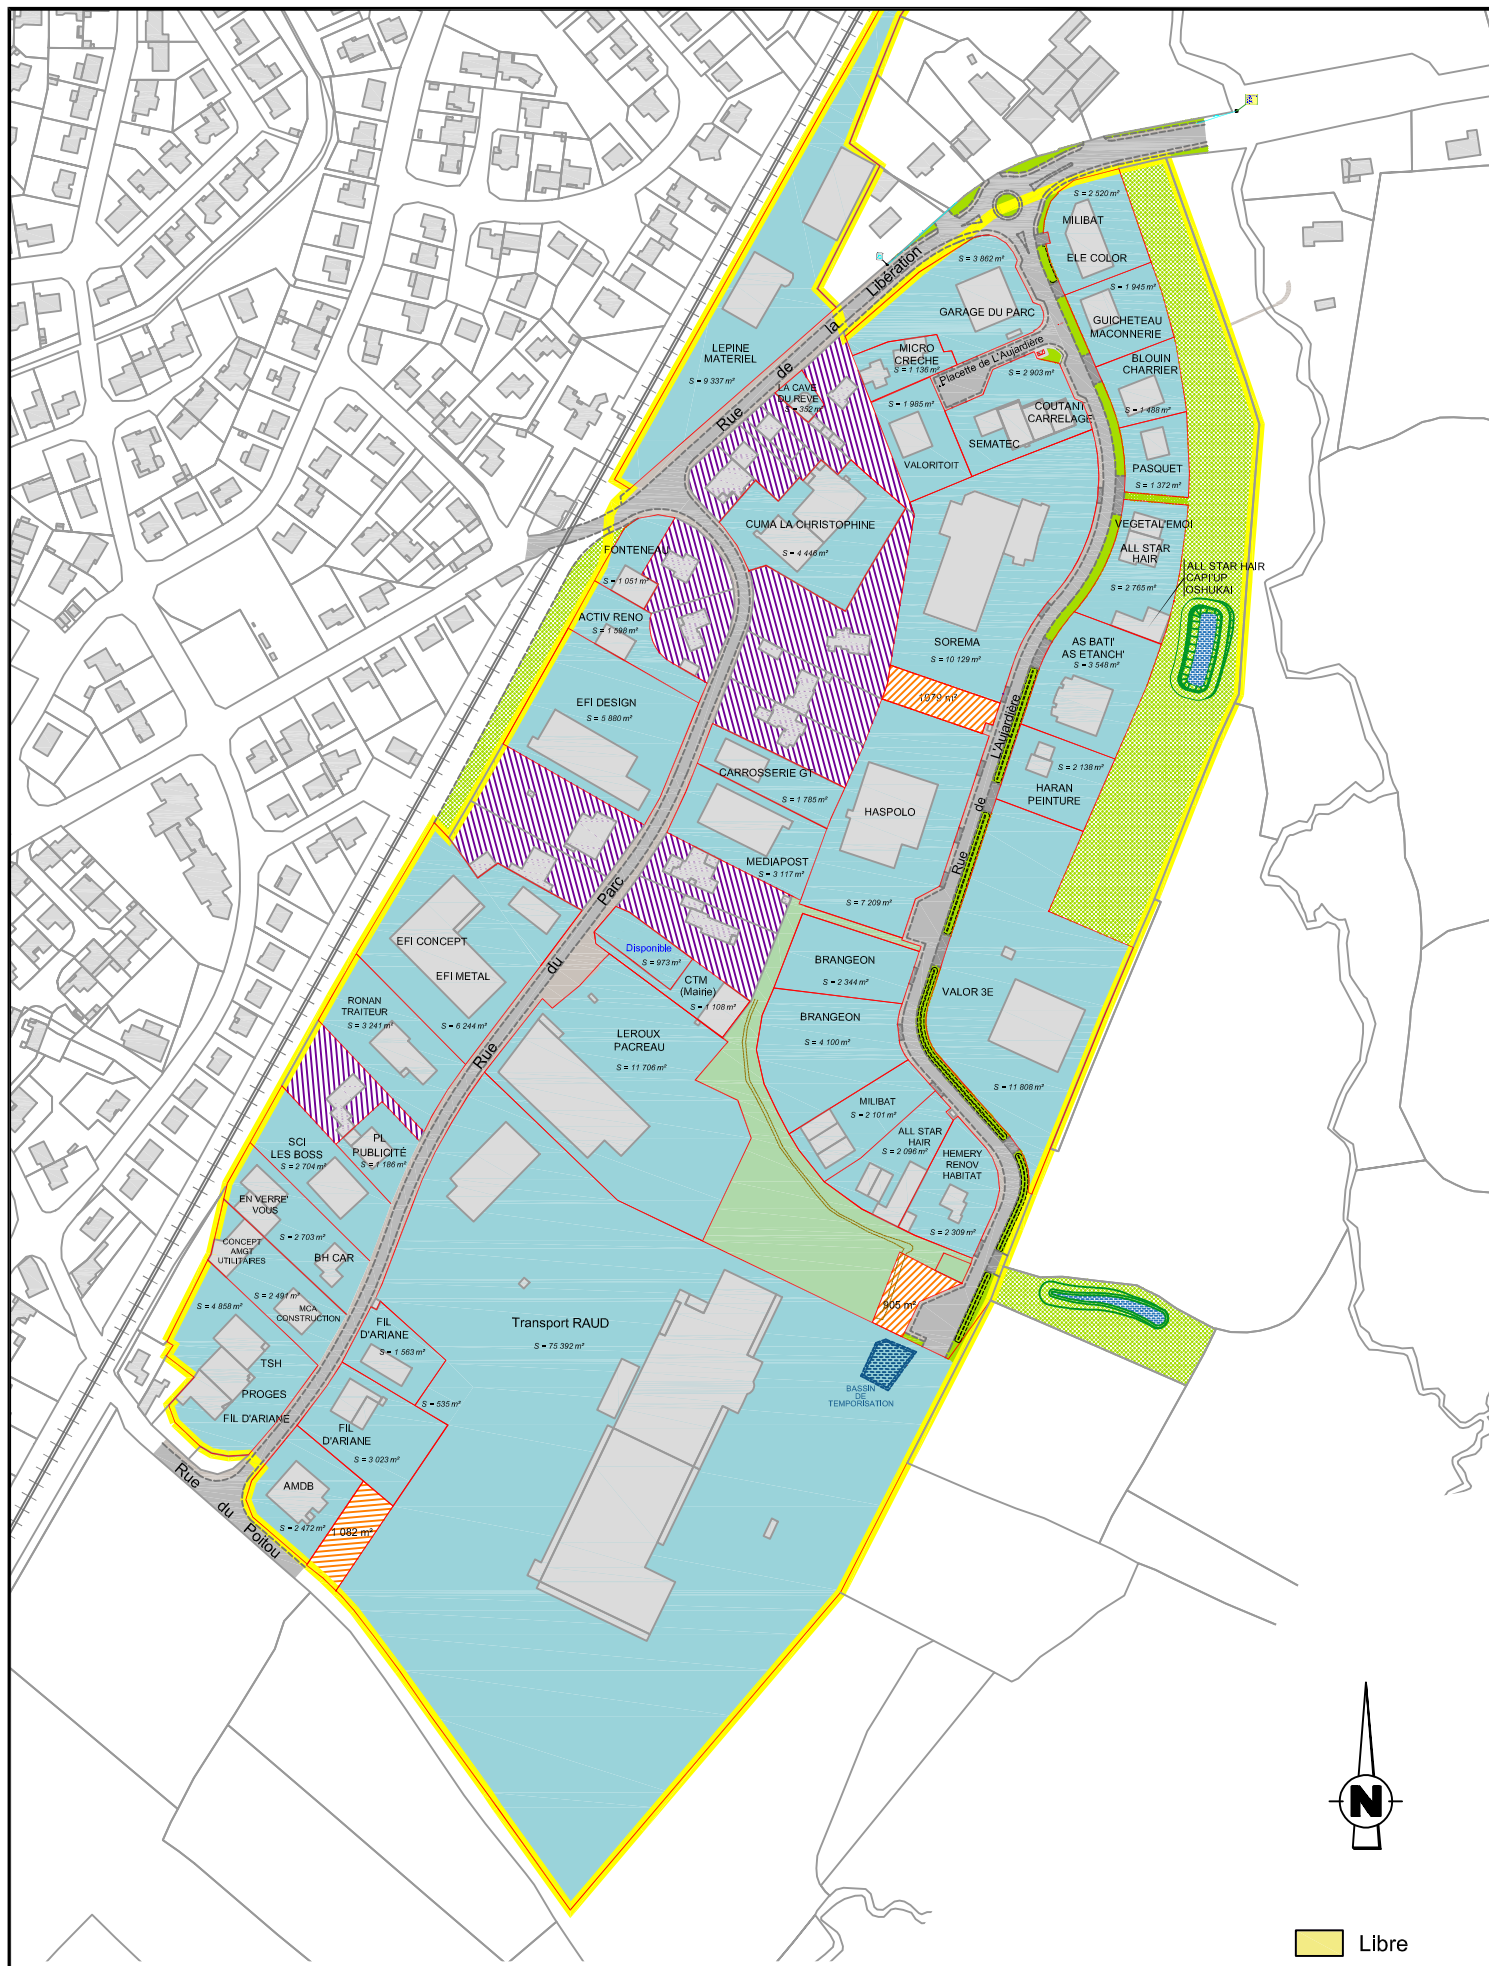 S = 2 520 m²
MILIBAT
ELE COLOR
S = 3 862 m²
GARAGE DU PARC
S = 1 945 m²
GUICHETEAU
MACONNERIE
Rue de la Libération
LEPINE
MATERIEL
S = 9 337 m²
MICRO
CRECHE
S = 1 136 m²
Placette de L'Aujardière
S = 2 903 m²
BLOUIN
CHARRIER
S = 1 488 m²
LA CAVE
DU REVE
S = 352 m²
S = 1 985 m²
VALORITOIT
COUTANT
CARRELAGE
SEMATEC
PASQUET
S = 1 372 m²
CUMA LA CHRISTOPHINE
S = 4 446 m²
VEGETAL'EMOI
ALL STAR
HAIR
S = 2 765 m²
ALL STAR HAIR
CAPI'UP
OSHUKAI
FONTENEAU
S = 1 051 m²
ACTIV RENO
S = 1 598 m²
SOREMA
S = 10 129 m²
AS BATI'
AS ETANCH'
S = 3 548 m²
EFI DESIGN
S = 5 880 m²
1979 m²
Rue de L'Aujardière
S = 2 138 m²
HARAN
PEINTURE
CARROSSERIE GT
S = 1 785 m²
HASPOLO
S = 7 209 m²
MEDIAPOST
S = 3 117 m²
Rue du Parc
EFI CONCEPT
EFI METAL
S = 6 244 m²
Disponible
S = 973 m²
CTM
(Mairie)
S = 1 108 m²
BRANGEON
S = 2 344 m²
BRANGEON
S = 4 100 m²
VALOR 3E
S = 11 808 m²
RONAN
TRAITEUR
S = 3 241 m²
LEROUX
PACREAU
S = 11 706 m²
MILIBAT
S = 2 101 m²
ALL STAR
HAIR
S = 2 096 m²
HEMERY
RENOV
HABITAT
S = 2 309 m²
SCI
LES BOSS
S = 2 704 m²
PL
PUBLICITÉ
S = 1 186 m²
EN VERRE'
VOUS
S = 2 703 m²
CONCEPT
AMGT
UTILITAIRES
BH CAR
S = 2 491 m²
S = 4 858 m²
MCA
CONSTRUCTION
905 m²
FIL
D'ARIANE
S = 1 563 m²
Transport RAUD
S = 75 392 m²
TSH
PROGES
FIL D'ARIANE
S = 535 m²
BASSIN
DE
TEMPORISATION
FIL
D'ARIANE
S = 3 023 m²
AMDB
S = 2 472 m²
1 082 m²
Rue du Poitou
N
Libre